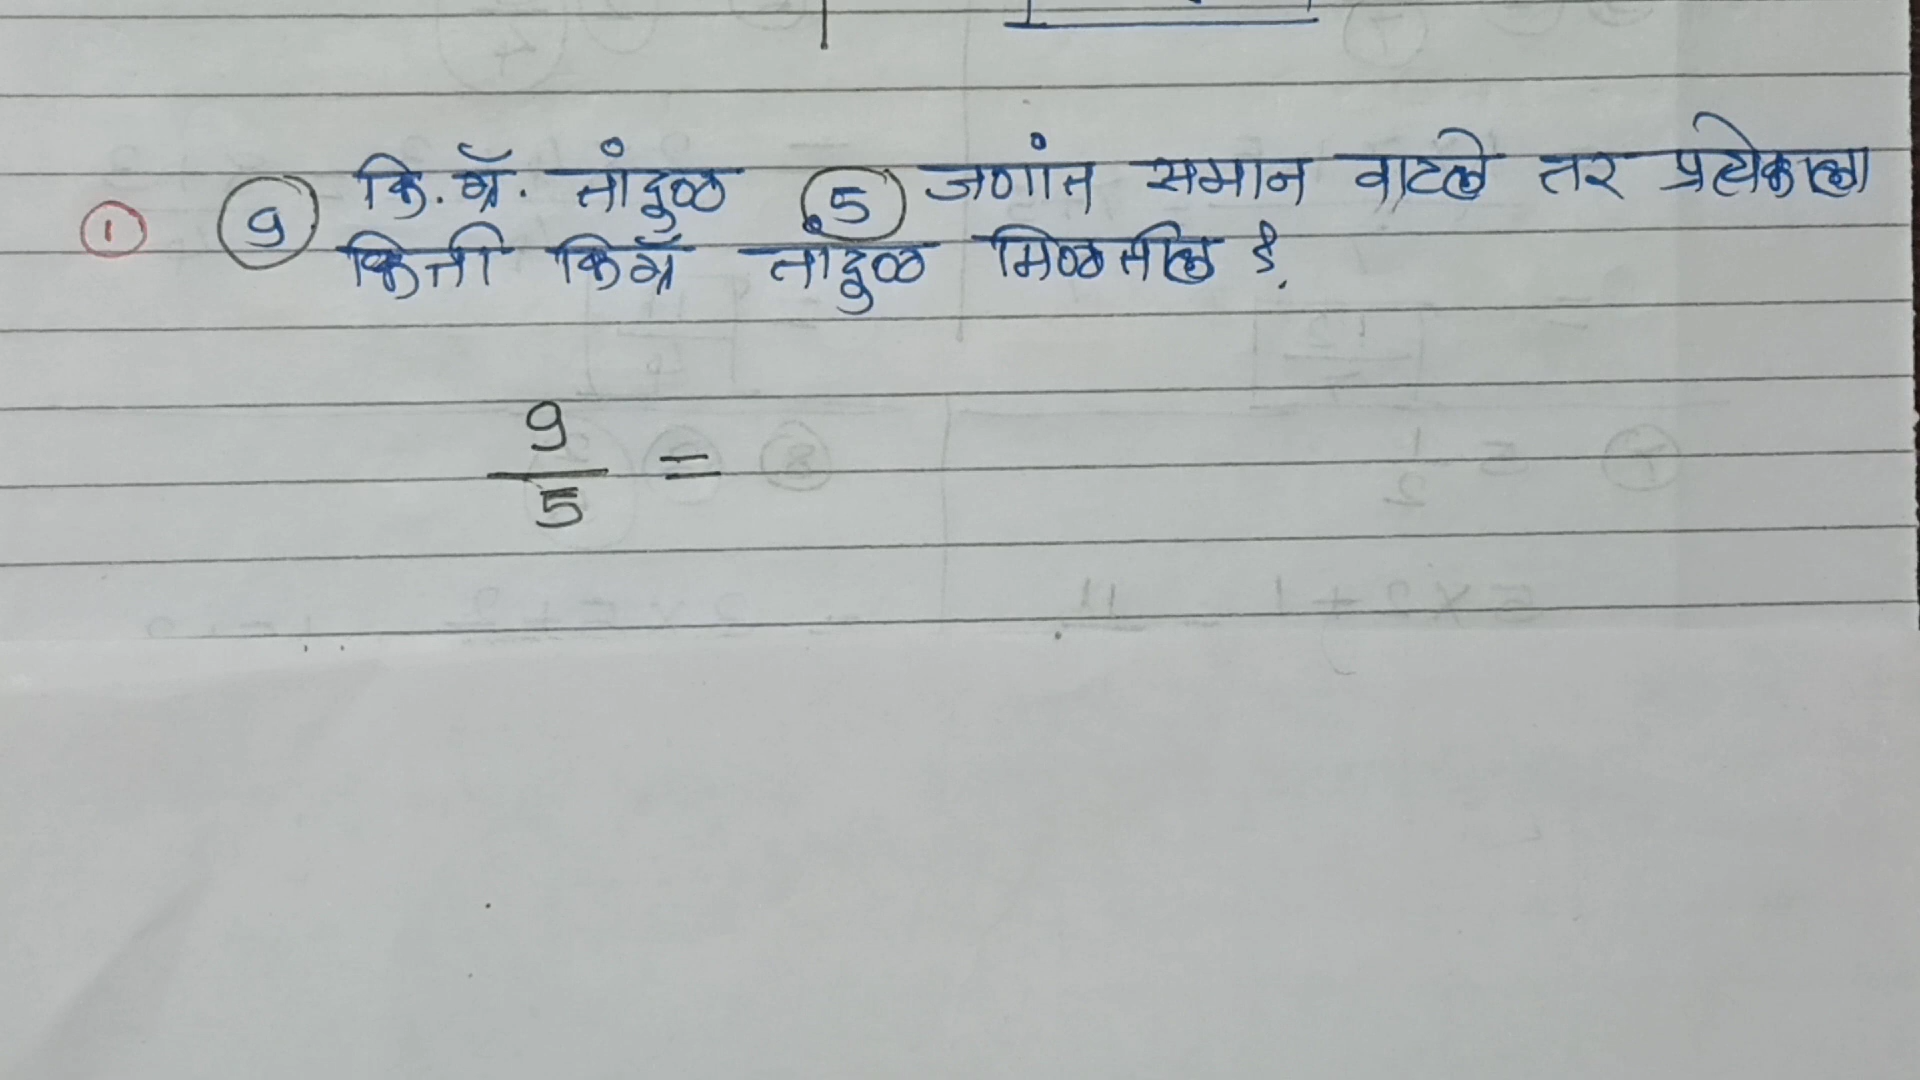 ① 9 कि.ग्रॅ. तांदुळ 5 जणांत समान वाटले तर प्रत्येकाला
किती किग्रॅ तांदुळ मिळतील ?
9/5 =